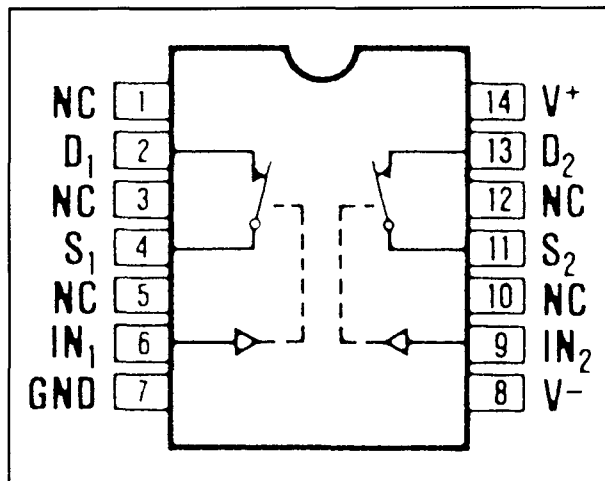 NC 1
D₁ 2
NC 3
S₁ 4
NC 5
IN₁ 6
GND 7
14 V⁺
13 D₂
12 NC
11 S₂
10 NC
9 IN₂
8 V−